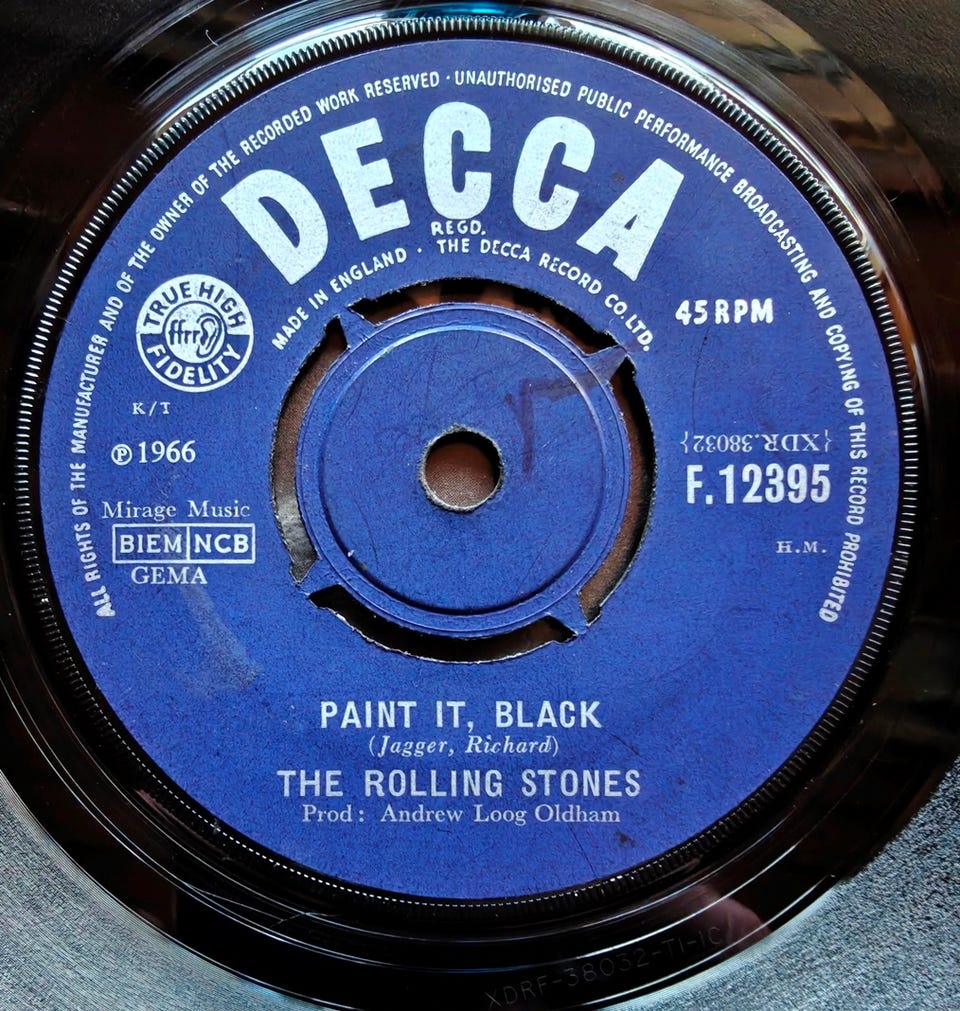 ALL RIGHTS OF THE MANUFACTURER AND OF THE OWNER OF THE RECORDED WORK RESERVED · UNAUTHORISED PUBLIC PERFORMANCE BROADCASTING AND COPYING OF THIS RECORD PROHIBITED
DECCA
REGD.
MADE IN ENGLAND · THE DECCA RECORD CO. LTD.
TRUE HIGH
ffrr
FIDELITY
45 RPM
K/T
℗ 1966
{XDR.38032}
F.12395
Mirage Music
BIEM NCB
GEMA
H.M.
PAINT IT, BLACK
(Jagger, Richard)
THE ROLLING STONES
Prod: Andrew Loog Oldham
XDRF-38032-T1-1C